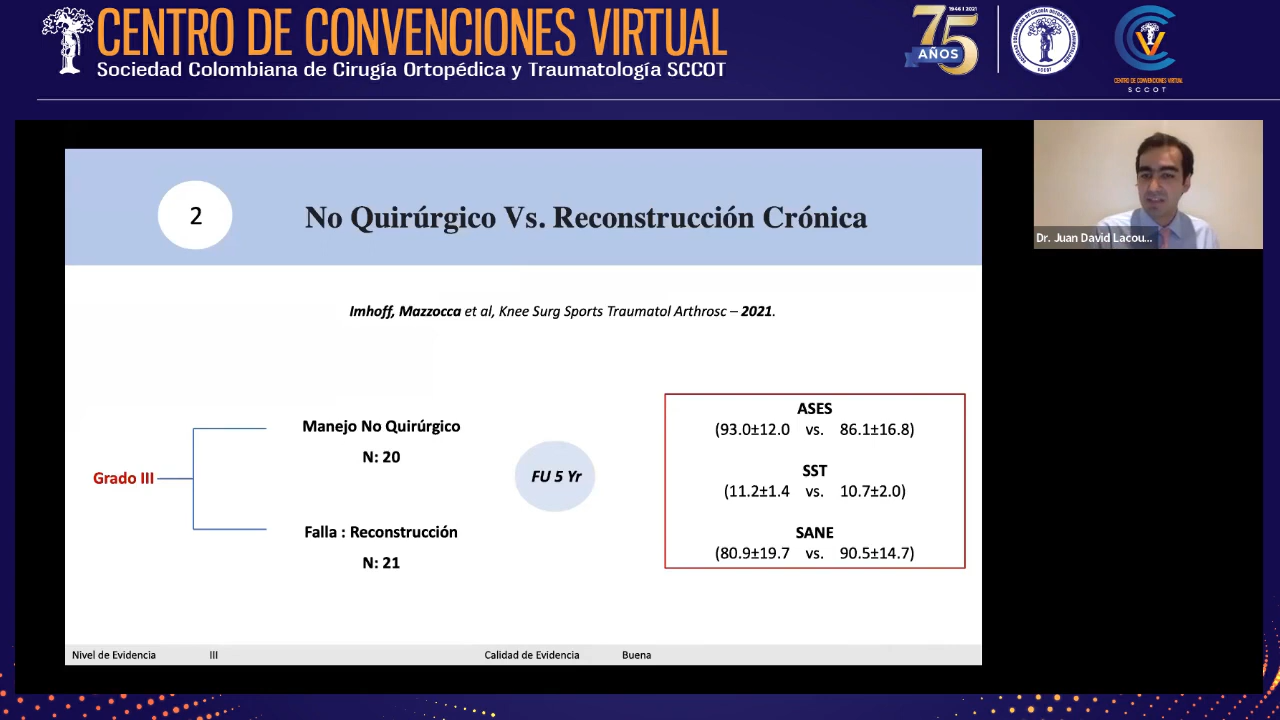 CENTRO DE CONVENCIONES VIRTUAL
Sociedad Colombiana de Cirugía Ortopédica y Traumatología SCCOT
1946 | 2021
75
AÑOS
CENTRO DE CONVENCIONES VIRTUAL
SCCOT
Dr. Juan David Lacou...
2
No Quirúrgico Vs. Reconstrucción Crónica
Imhoff, Mazzocca et al, Knee Surg Sports Traumatol Arthrosc – 2021.
Grado III
Manejo No Quirúrgico
N: 20
Falla : Reconstrucción
N: 21
FU 5 Yr
ASES
(93.0±12.0 vs. 86.1±16.8)
SST
(11.2±1.4 vs. 10.7±2.0)
SANE
(80.9±19.7 vs. 90.5±14.7)
Nivel de Evidencia III Calidad de Evidencia Buena